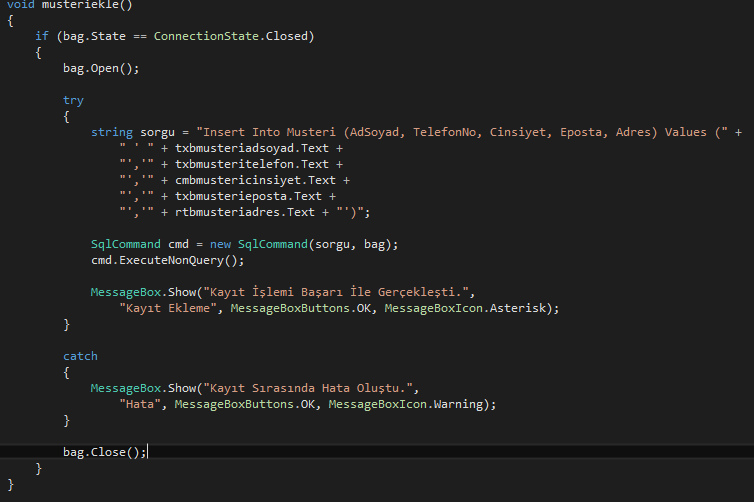 void musteriekle()
{
if (bag.State == ConnectionState.Closed)
{
bag.Open();
try
{
string sorgu = "Insert Into Musteri (AdSoyad, TelefonNo, Cinsiyet, Eposta, Adres) Values (" +
" ' " + txbmusteriadsoyad.Text +
"','" + txbmusteritelefon.Text +
"','" + cmbmustericinsiyet.Text +
"','" + txbmusterieposta.Text +
"','" + rtbmusteriadres.Text + "')";
SqlCommand cmd = new SqlCommand(sorgu, bag);
cmd.ExecuteNonQuery();
MessageBox.Show("Kayıt İşlemi Başarı İle Gerçekleşti.",
"Kayıt Ekleme", MessageBoxButtons.OK, MessageBoxIcon.Asterisk);
}
catch
{
MessageBox.Show("Kayıt Sırasında Hata Oluştu.",
"Hata", MessageBoxButtons.OK, MessageBoxIcon.Warning);
}
bag.Close();
}
}